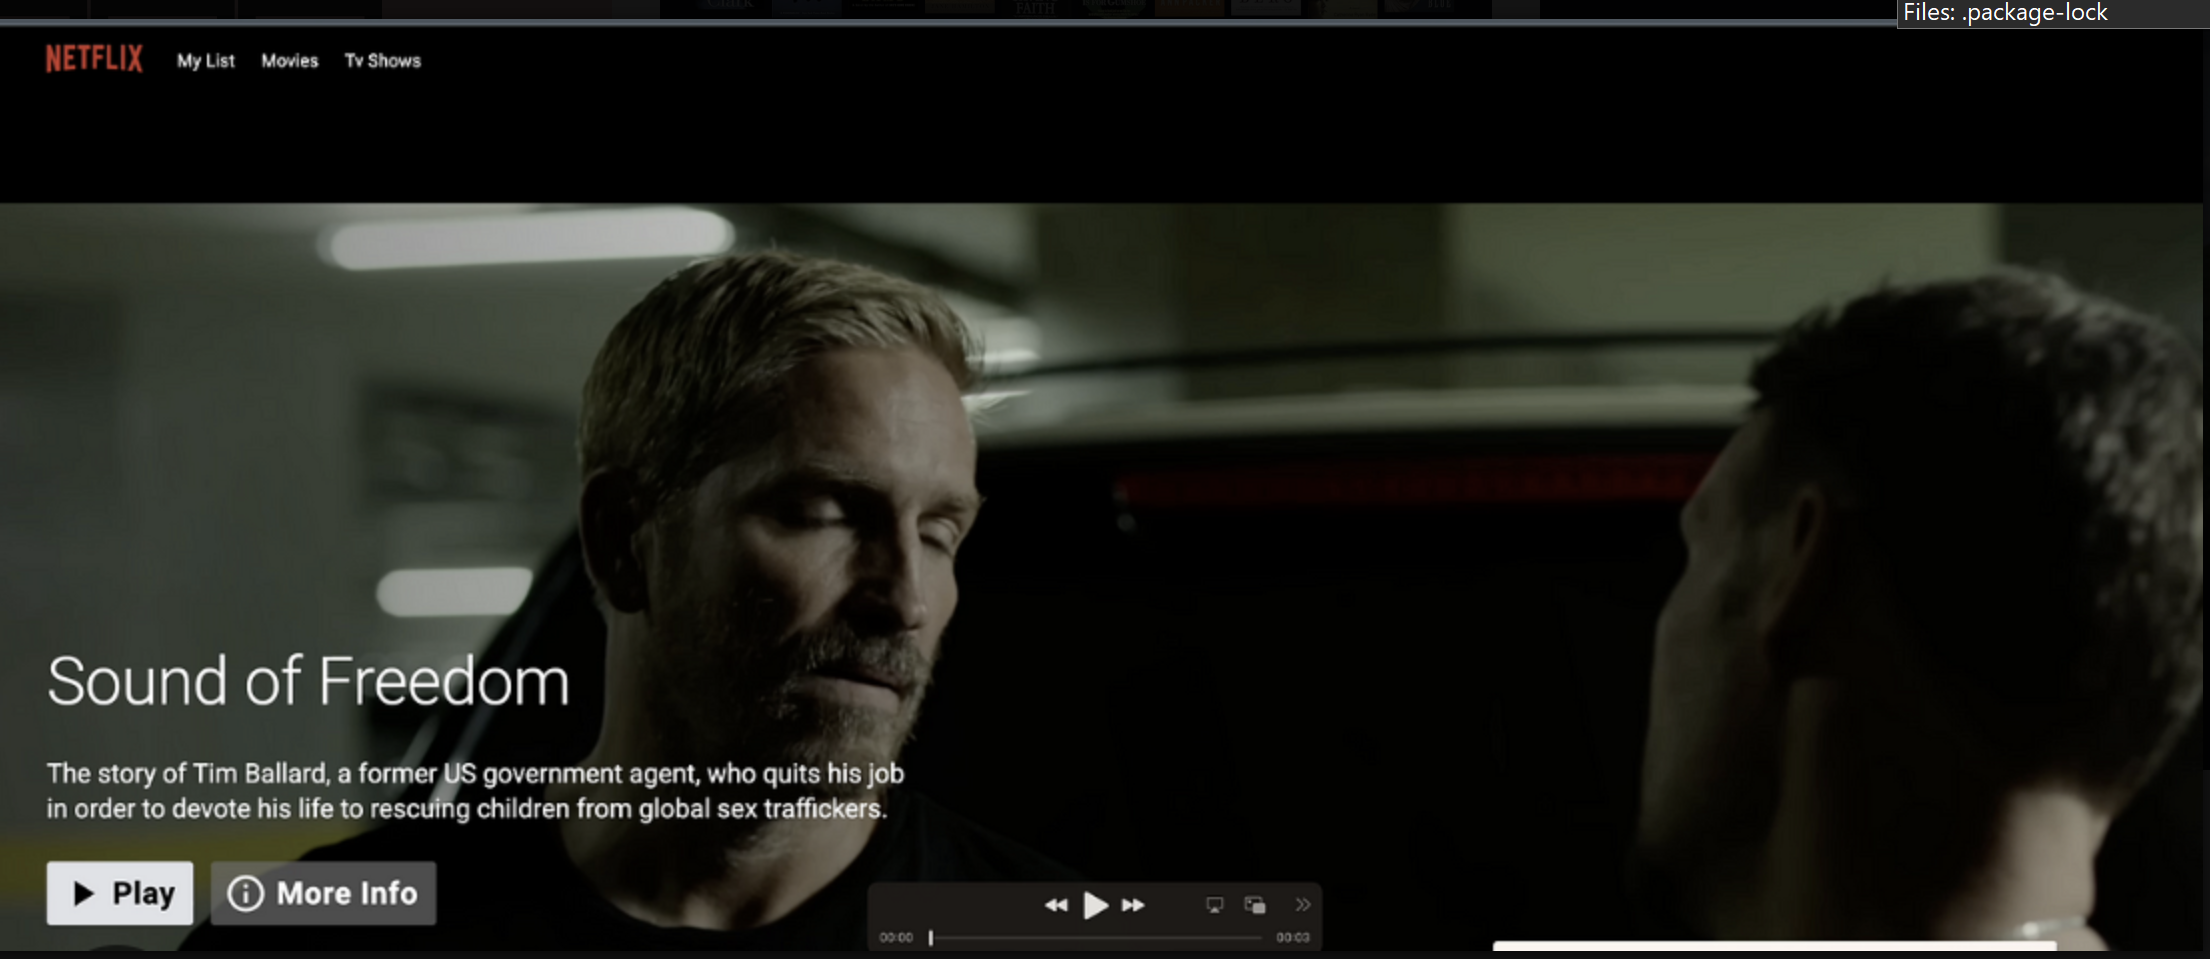 Files: .package-lock
NETFLIX My List Movies Tv Shows
Sound of Freedom
The story of Tim Ballard, a former US government agent, who quits his job
in order to devote his life to rescuing children from global sex traffickers.
Play More Info
00:00 00:03